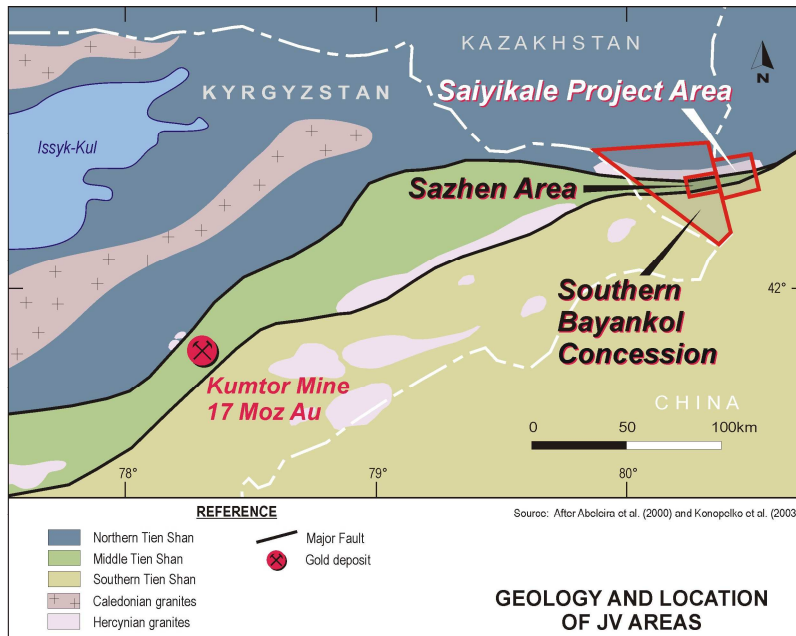 KAZAKHSTAN
N
KYRGYZSTAN
Saiyikale Project Area
Issyk-Kul
Sazhen Area
42°
Southern
Bayankol
Concession
Kumtor Mine
17 Moz Au
CHINA
0 50 100km
78° 79° 80°
REFERENCE
Source: After Abeleira et al. (2000) and Konopelko et al. (2003
Northern Tien Shan
Middle Tien Shan
Southern Tien Shan
Caledonian granites
Hercynian granites
Major Fault
Gold deposit
GEOLOGY AND LOCATION
OF JV AREAS